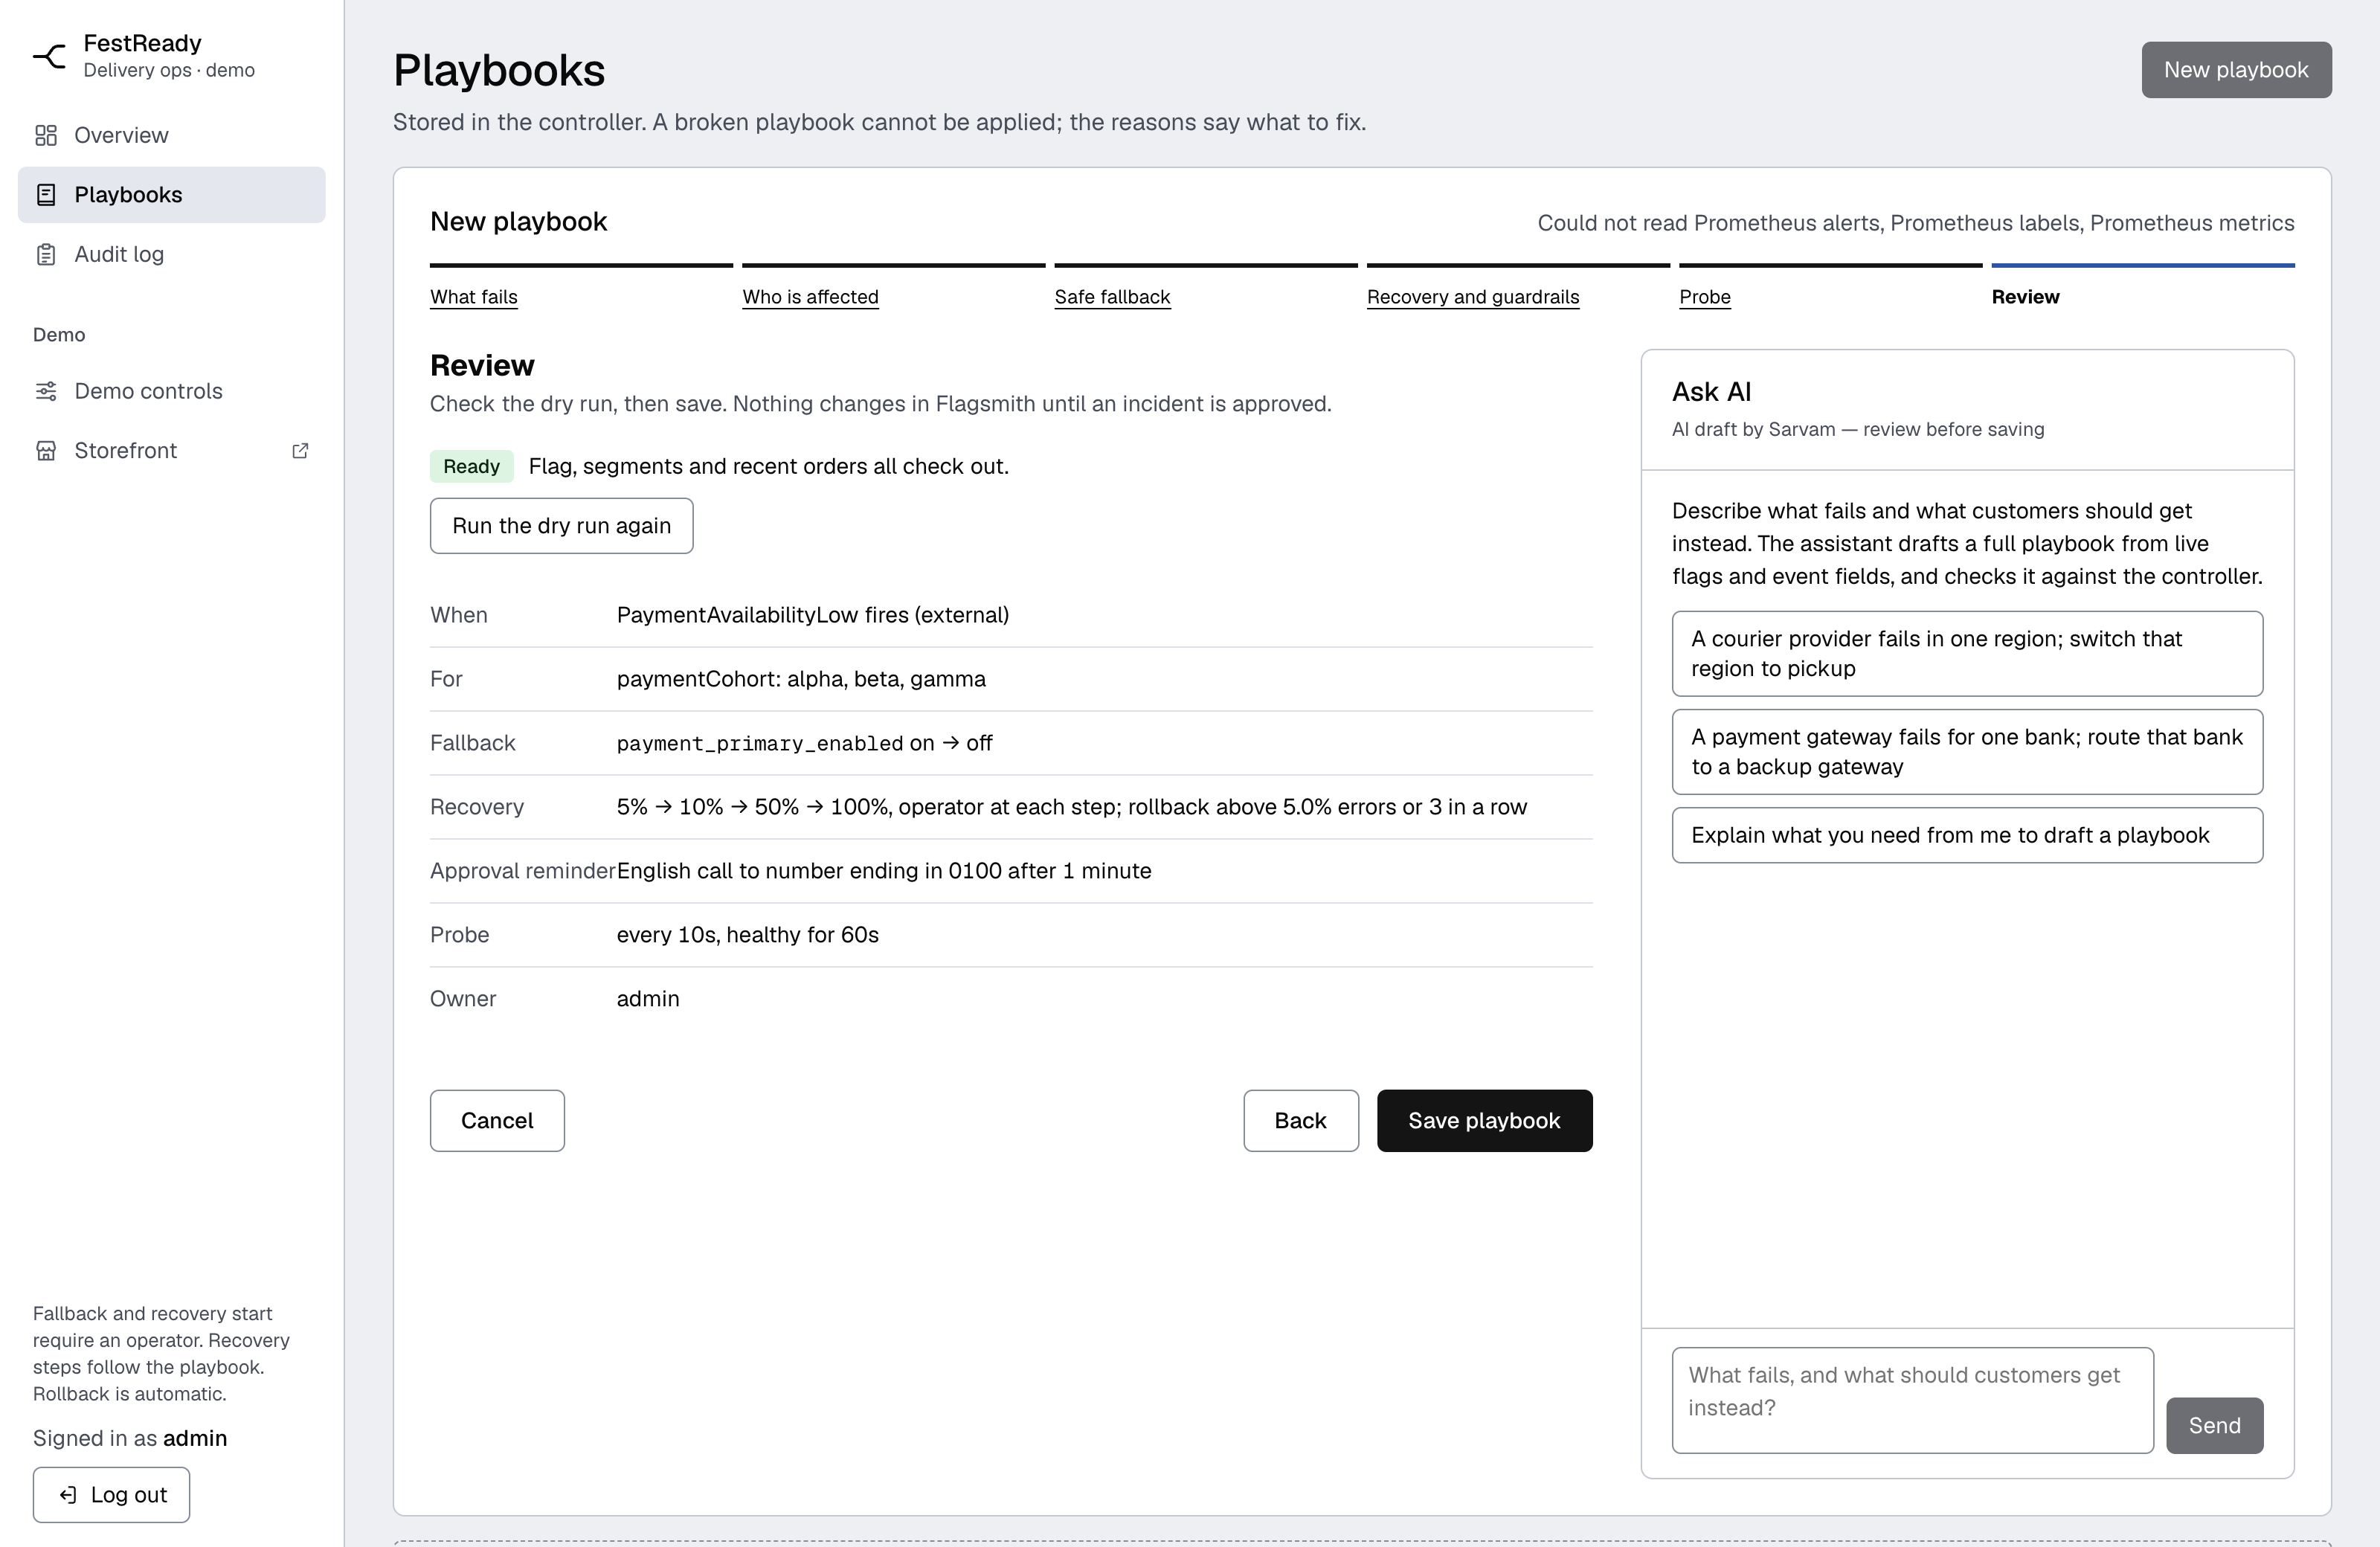 FestReady
Delivery ops · demo
Overview
Playbooks
Audit log
Demo
Demo controls
Storefront
Fallback and recovery start
require an operator. Recovery
steps follow the playbook.
Rollback is automatic.
Signed in as admin
Log out
Playbooks
New playbook
Stored in the controller. A broken playbook cannot be applied; the reasons say what to fix.
New playbook
Could not read Prometheus alerts, Prometheus labels, Prometheus metrics
What fails
Who is affected
Safe fallback
Recovery and guardrails
Probe
Review
Review
Check the dry run, then save. Nothing changes in Flagsmith until an incident is approved.
Ready Flag, segments and recent orders all check out.
Run the dry run again
When PaymentAvailabilityLow fires (external)
For paymentCohort: alpha, beta, gamma
Fallback payment_primary_enabled on → off
Recovery 5% → 10% → 50% → 100%, operator at each step; rollback above 5.0% errors or 3 in a row
Approval reminder English call to number ending in 0100 after 1 minute
Probe every 10s, healthy for 60s
Owner admin
Cancel
Back
Save playbook
Ask AI
AI draft by Sarvam — review before saving
Describe what fails and what customers should get
instead. The assistant drafts a full playbook from live
flags and event fields, and checks it against the controller.
A courier provider fails in one region; switch that
region to pickup
A payment gateway fails for one bank; route that bank
to a backup gateway
Explain what you need from me to draft a playbook
What fails, and what should customers get
instead?
Send